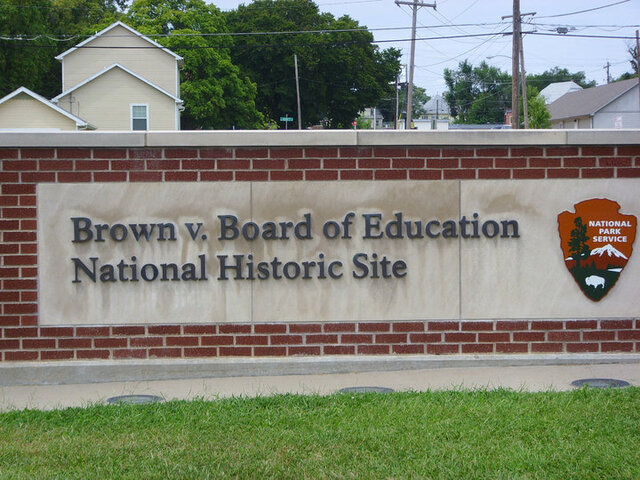 Brown v. Board of Education
National Historic Site
NATIONAL
PARK
SERVICE